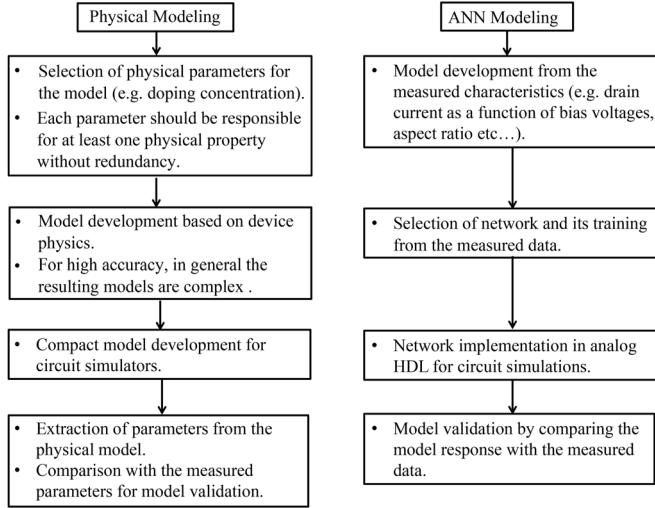 Physical Modeling
• Selection of physical parameters for
the model (e.g. doping concentration).
• Each parameter should be responsible
for at least one physical property
without redundancy.
• Model development based on device
physics.
• For high accuracy, in general the
resulting models are complex .
• Compact model development for
circuit simulators.
• Extraction of parameters from the
physical model.
• Comparison with the measured
parameters for model validation.
ANN Modeling
• Model development from the
measured characteristics (e.g. drain
current as a function of bias voltages,
aspect ratio etc…).
• Selection of network and its training
from the measured data.
• Network implementation in analog
HDL for circuit simulations.
• Model validation by comparing the
model response with the measured
data.